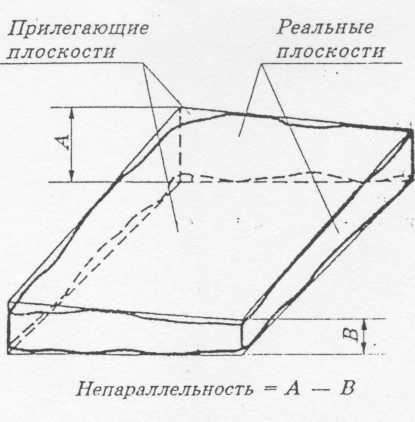 Прилегающие
плоскости
Реальные
плоскости
A
B
Непараллельность = A — B